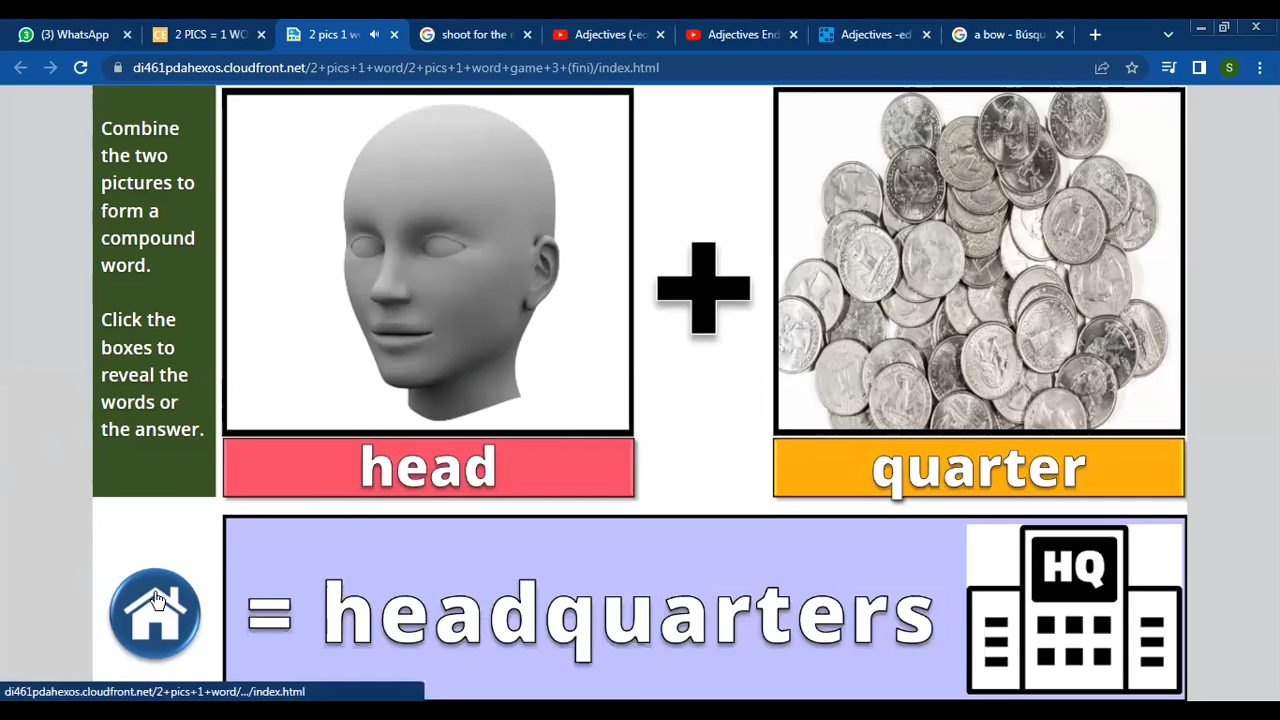 (3) WhatsApp
2 PICS = 1 WO
2 pics 1 w
shoot for the m
Adjectives (-ed
Adjectives End
Adjectives -ed
a bow - Búsqu
di461pdahexos.cloudfront.net/2+pics+1+word/2+pics+1+word+game+3+(fini)/index.html
S
Combine
the two
pictures to
form a
compound
word.
Click the
boxes to
reveal the
words or
the answer.
head
quarter
= headquarters
HQ
di461pdahexos.cloudfront.net/2+pics+1+word/.../index.html